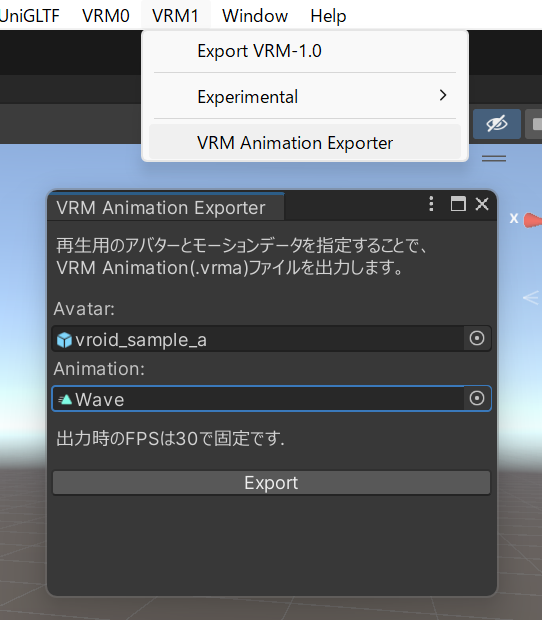 UniGLTF VRM0 VRM1 Window Help
Export VRM-1.0
Experimental
VRM Animation Exporter
X
VRM Animation Exporter
再生用のアバターとモーションデータを指定することで、
VRM Animation(.vrma)ファイルを出力します。
Avatar:
vroid_sample_a
Animation:
Wave
出力時のFPSは30で固定です.
Export